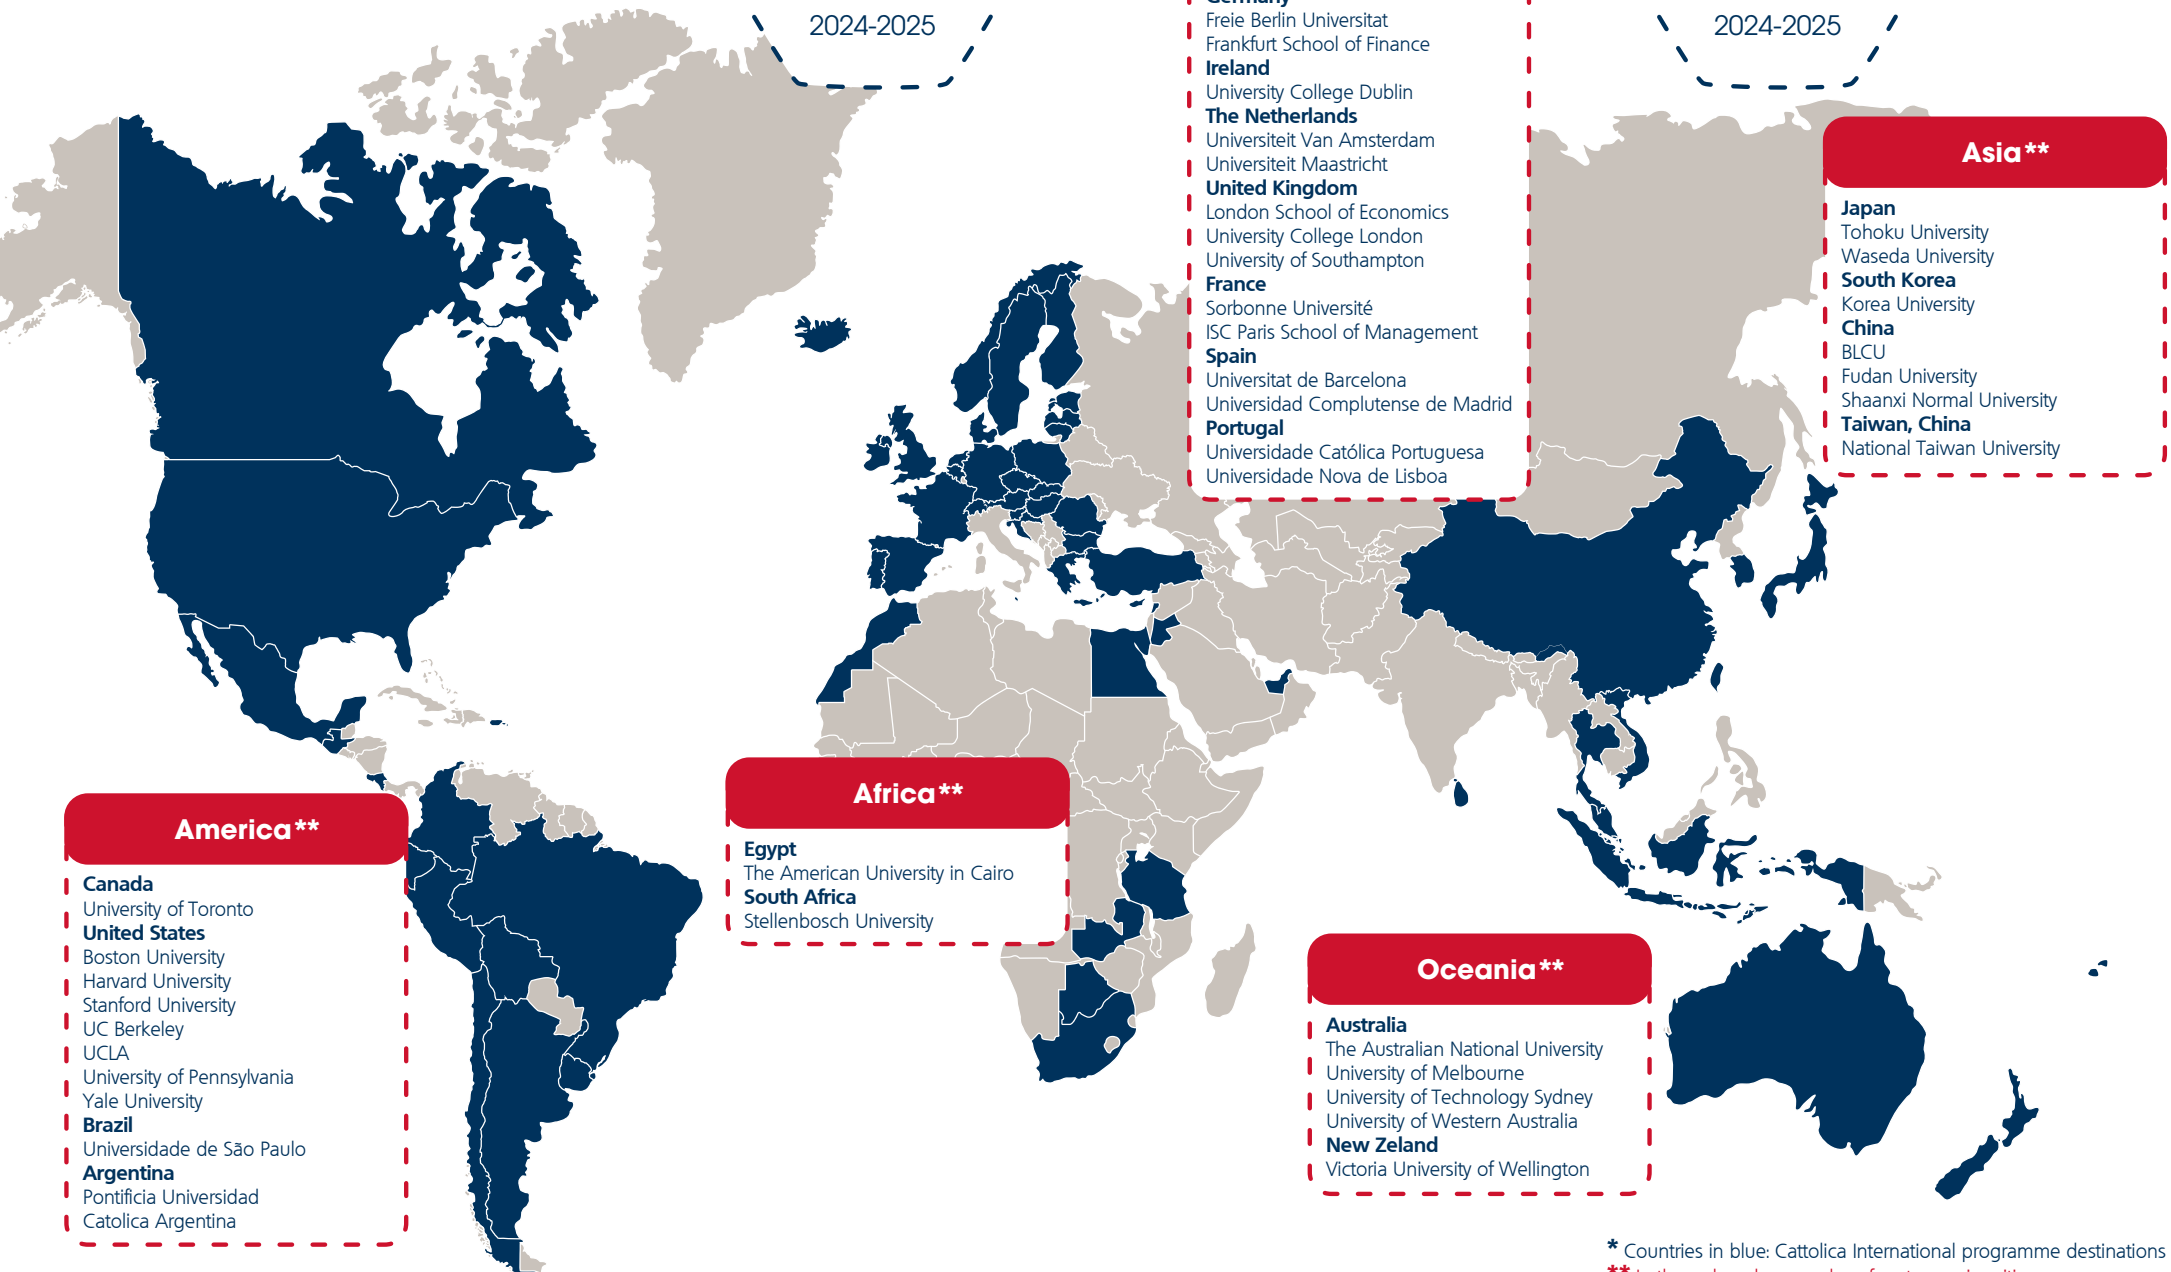 2024-2025
2024-2025
Germany
Freie Berlin Universitat
Frankfurt School of Finance
Ireland
University College Dublin
The Netherlands
Universiteit Van Amsterdam
Universiteit Maastricht
United Kingdom
London School of Economics
University College London
University of Southampton
France
Sorbonne Université
ISC Paris School of Management
Spain
Universitat de Barcelona
Universidad Complutense de Madrid
Portugal
Universidade Católica Portuguesa
Universidade Nova de Lisboa
Asia**
Japan
Tohoku University
Waseda University
South Korea
Korea University
China
BLCU
Fudan University
Shaanxi Normal University
Taiwan, China
National Taiwan University
America**
Canada
University of Toronto
United States
Boston University
Harvard University
Stanford University
UC Berkeley
UCLA
University of Pennsylvania
Yale University
Brazil
Universidade de São Paulo
Argentina
Pontificia Universidad
Catolica Argentina
Africa**
Egypt
The American University in Cairo
South Africa
Stellenbosch University
Oceania**
Australia
The Australian National University
University of Melbourne
University of Technology Sydney
University of Western Australia
New Zeland
Victoria University of Wellington
* Countries in blue: Cattolica International programme destinations
**